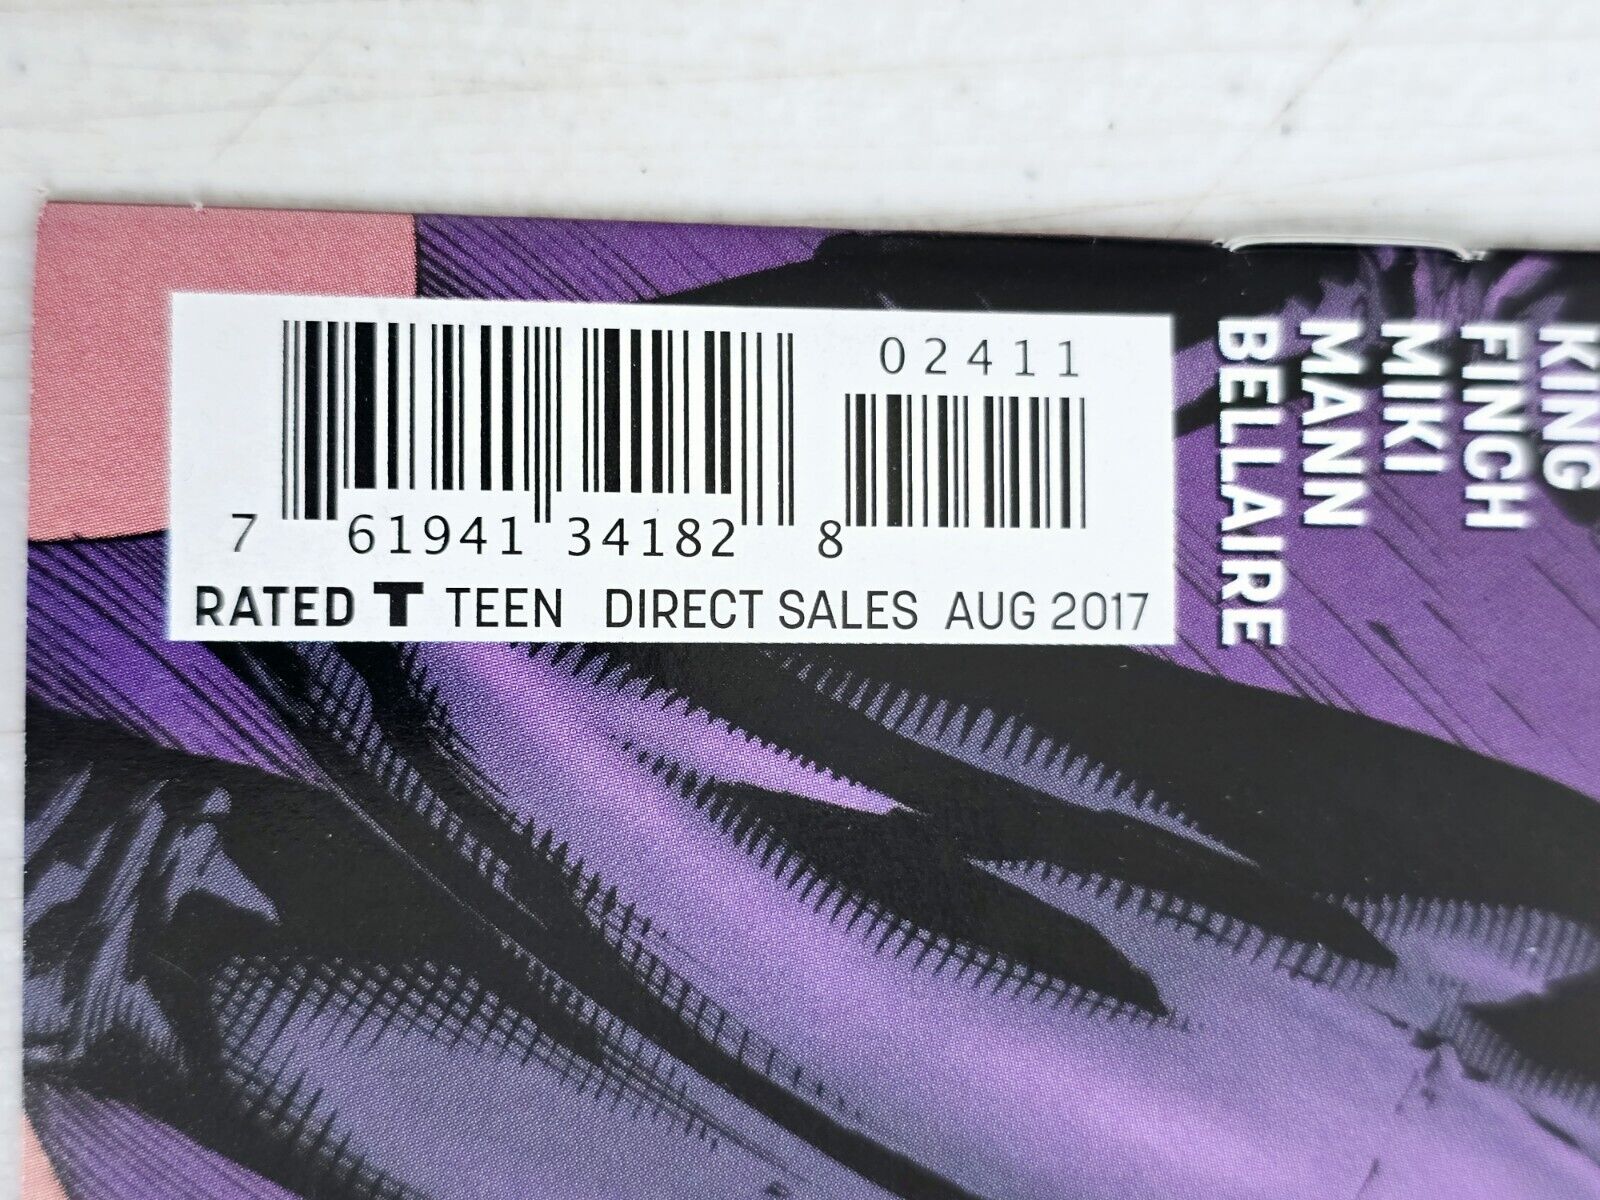 02411
7 61941 34182 8
RATED T TEEN DIRECT SALES AUG 2017
KING
FINCH
MIKI
MANN
BELLAIRE